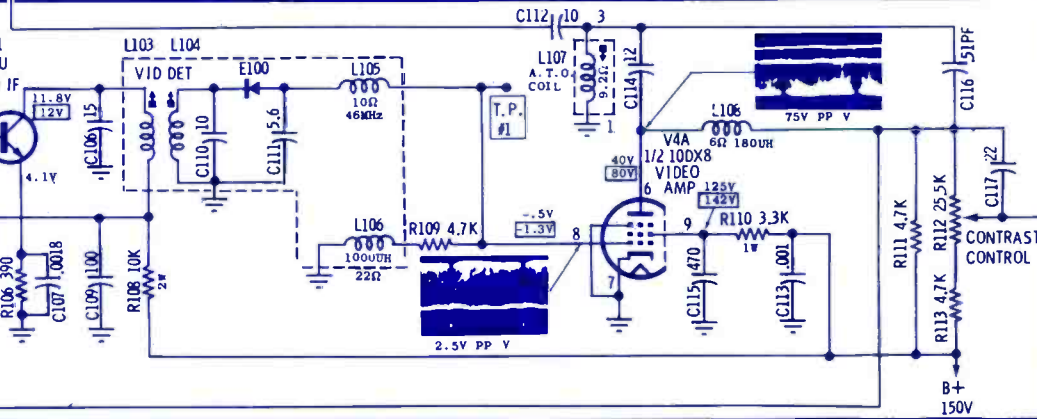 C112 10 3
L103 L104
VID DET
E100
L105
10Ω
46MHz
T.P.
#1
L107
A.T.O.
COIL
9.2Ω
1
C114 12
C116 51PF
75V PP V
L108
6Ω 180UH
U
IF
11.8V
12V
C106 15
4.1V
C110 10
C111 5.6
V4A
1/2 10DX8
VIDEO
AMP
40V
80V
6
125V
142V
9
R110 3.3K
1W
C117 22
R111 4.7K
R112 25.5K
CONTRAST
CONTROL
L106
1000UH
22Ω
R109 4.7K
-.5V
-1.3V
8
7
2.5V PP V
C115 470
C113 .001
R113 4.7K
R106 390
C107 .0018
C109 100
R108 10K
2W
B+
150V